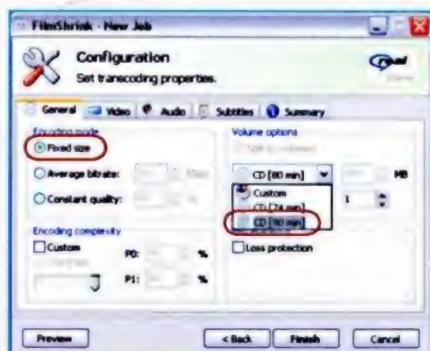 FilmShrink - New Job
Configuration
Set transcoding properties.
real
General Video Audio Subtitles Summary
Encoding mode
Fixed size
Average bitrate:
Constant quality:
Volume options
CD [80 min] MB
Custom
CD [74 min]
CD [80 min]
1
Encoding complexity
Custom
P0: %
P1: %
Loss protection
Preview < Back Finish Cancel